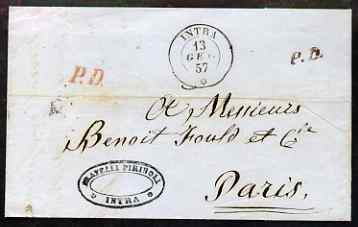 INTRA
13
GEN
57
P.D.
P.D.
A Messieurs
Benoit Fould et Cie
FRATELLI PIRINOLI
INTRA
Paris.